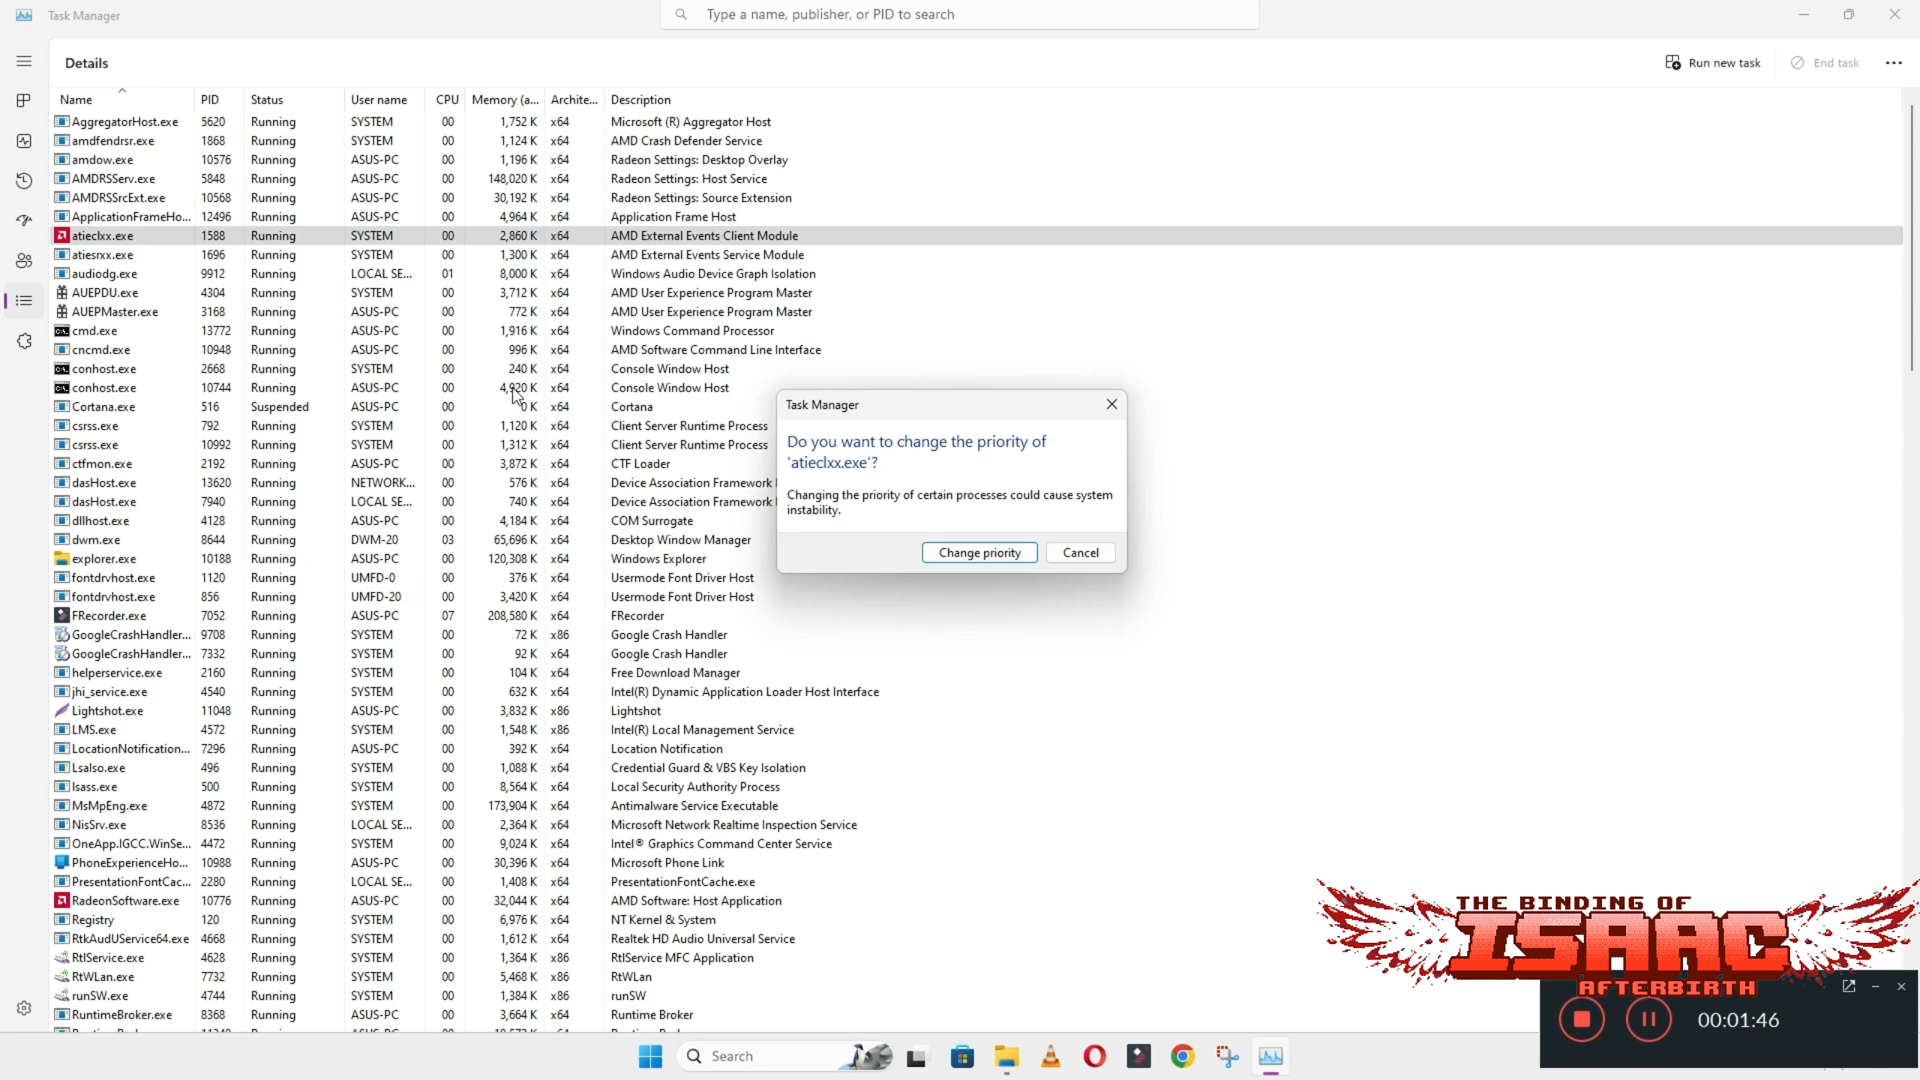 Task Manager
Type a name, publisher, or PID to search
Details
Run new task
End task
Name PID Status User name CPU Memory (a... Archite... Description
AggregatorHost.exe 5620 Running SYSTEM 00 1,752 K x64 Microsoft (R) Aggregator Host
amdfendrsr.exe 1868 Running SYSTEM 00 1,124 K x64 AMD Crash Defender Service
amdow.exe 10576 Running ASUS-PC 00 1,196 K x64 Radeon Settings: Desktop Overlay
AMDRSServ.exe 5848 Running ASUS-PC 00 148,020 K x64 Radeon Settings: Host Service
AMDRSSrcExt.exe 10568 Running ASUS-PC 00 30,192 K x64 Radeon Settings: Source Extension
ApplicationFrameHo... 12496 Running ASUS-PC 00 4,964 K x64 Application Frame Host
atieclxx.exe 1588 Running SYSTEM 00 2,860 K x64 AMD External Events Client Module
atiesrxx.exe 1696 Running SYSTEM 00 1,300 K x64 AMD External Events Service Module
audiodg.exe 9912 Running LOCAL SE... 01 8,000 K x64 Windows Audio Device Graph Isolation
AUEPDU.exe 4304 Running SYSTEM 00 3,712 K x64 AMD User Experience Program Master
AUEPMaster.exe 3168 Running ASUS-PC 00 772 K x64 AMD User Experience Program Master
cmd.exe 13772 Running ASUS-PC 00 1,916 K x64 Windows Command Processor
cncmd.exe 10948 Running ASUS-PC 00 996 K x64 AMD Software Command Line Interface
conhost.exe 2668 Running SYSTEM 00 240 K x64 Console Window Host
conhost.exe 10744 Running ASUS-PC 00 4,920 K x64 Console Window Host
Cortana.exe 516 Suspended ASUS-PC 00 0 K x64 Cortana
csrss.exe 792 Running SYSTEM 00 1,120 K x64 Client Server Runtime Process
csrss.exe 10992 Running SYSTEM 00 1,312 K x64 Client Server Runtime Process
ctfmon.exe 2192 Running ASUS-PC 00 3,872 K x64 CTF Loader
dasHost.exe 13620 Running NETWORK... 00 576 K x64 Device Association Framework
dasHost.exe 7940 Running LOCAL SE... 00 740 K x64 Device Association Framework
dllhost.exe 4128 Running ASUS-PC 00 4,184 K x64 COM Surrogate
dwm.exe 8644 Running DWM-20 03 65,696 K x64 Desktop Window Manager
explorer.exe 10188 Running ASUS-PC 00 120,308 K x64 Windows Explorer
fontdrvhost.exe 1120 Running UMFD-0 00 376 K x64 Usermode Font Driver Host
fontdrvhost.exe 856 Running UMFD-20 00 3,420 K x64 Usermode Font Driver Host
FRecorder.exe 7052 Running ASUS-PC 07 208,580 K x64 FRecorder
GoogleCrashHandler... 9708 Running SYSTEM 00 72 K x86 Google Crash Handler
GoogleCrashHandler... 7332 Running SYSTEM 00 92 K x64 Google Crash Handler
helperservice.exe 2160 Running SYSTEM 00 104 K x64 Free Download Manager
jhi_service.exe 4540 Running SYSTEM 00 632 K x64 Intel(R) Dynamic Application Loader Host Interface
Lightshot.exe 11048 Running ASUS-PC 00 3,832 K x86 Lightshot
LMS.exe 4572 Running SYSTEM 00 1,548 K x86 Intel(R) Local Management Service
LocationNotification... 7296 Running ASUS-PC 00 392 K x64 Location Notification
LsaIso.exe 496 Running SYSTEM 00 1,088 K x64 Credential Guard & VBS Key Isolation
lsass.exe 500 Running SYSTEM 00 8,564 K x64 Local Security Authority Process
MsMpEng.exe 4872 Running SYSTEM 00 173,904 K x64 Antimalware Service Executable
NisSrv.exe 8536 Running LOCAL SE... 00 2,364 K x64 Microsoft Network Realtime Inspection Service
OneApp.IGCC.WinSe... 4472 Running SYSTEM 00 9,024 K x64 Intel® Graphics Command Center Service
PhoneExperienceHo... 10988 Running ASUS-PC 00 30,396 K x64 Microsoft Phone Link
PresentationFontCac... 2280 Running LOCAL SE... 00 1,408 K x64 PresentationFontCache.exe
RadeonSoftware.exe 10776 Running ASUS-PC 00 32,044 K x64 AMD Software: Host Application
Registry 120 Running SYSTEM 00 6,976 K x64 NT Kernel & System
RtkAudUService64.exe 4668 Running SYSTEM 00 1,612 K x64 Realtek HD Audio Universal Service
RtlService.exe 4628 Running SYSTEM 00 1,364 K x86 RtlService MFC Application
RtWLan.exe 7732 Running SYSTEM 00 5,468 K x86 RtWLan
runSW.exe 4744 Running SYSTEM 00 1,384 K x86 runSW
RuntimeBroker.exe 8368 Running ASUS-PC 00 3,664 K x64 Runtime Broker
Task Manager
Do you want to change the priority of
'atieclxx.exe'?
Changing the priority of certain processes could cause system
instability.
Change priority
Cancel
THE BINDING OF
ISAAC
AFTERBIRTH
00:01:46
Search